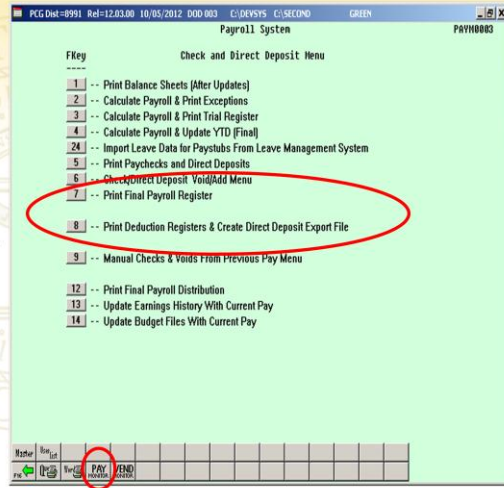 PCG Dist=8991 Rel=12.03.00 10/05/2012 DOD 003 C:\DEVSYS C:\SECOND GREEN
Payroll System PAYM0003
FKey Check and Direct Deposit Menu
----
1 -- Print Balance Sheets (After Updates)
2 -- Calculate Payroll & Print Exceptions
3 -- Calculate Payroll & Print Trial Register
4 -- Calculate Payroll & Update YTD (Final)
24 -- Import Leave Data for Paystubs From Leave Management System
5 -- Print Paychecks and Direct Deposits
6 -- Check/Direct Deposit Void/Add Menu
7 -- Print Final Payroll Register
8 -- Print Deduction Registers & Create Direct Deposit Export File
9 -- Manual Checks & Voids From Previous Pay Menu
12 -- Print Final Payroll Distribution
13 -- Update Earnings History With Current Pay
14 -- Update Budget Files With Current Pay
Master User list
F16 Word PAY MONITOR VEND MONITOR